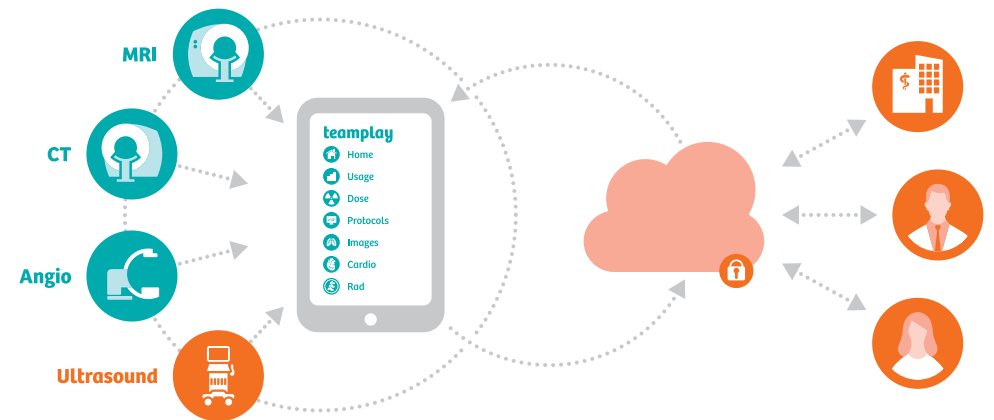 MRI
CT
Angio
Ultrasound
teamplay
Home
Usage
Dose
Protocols
Images
Cardio
Rad
$